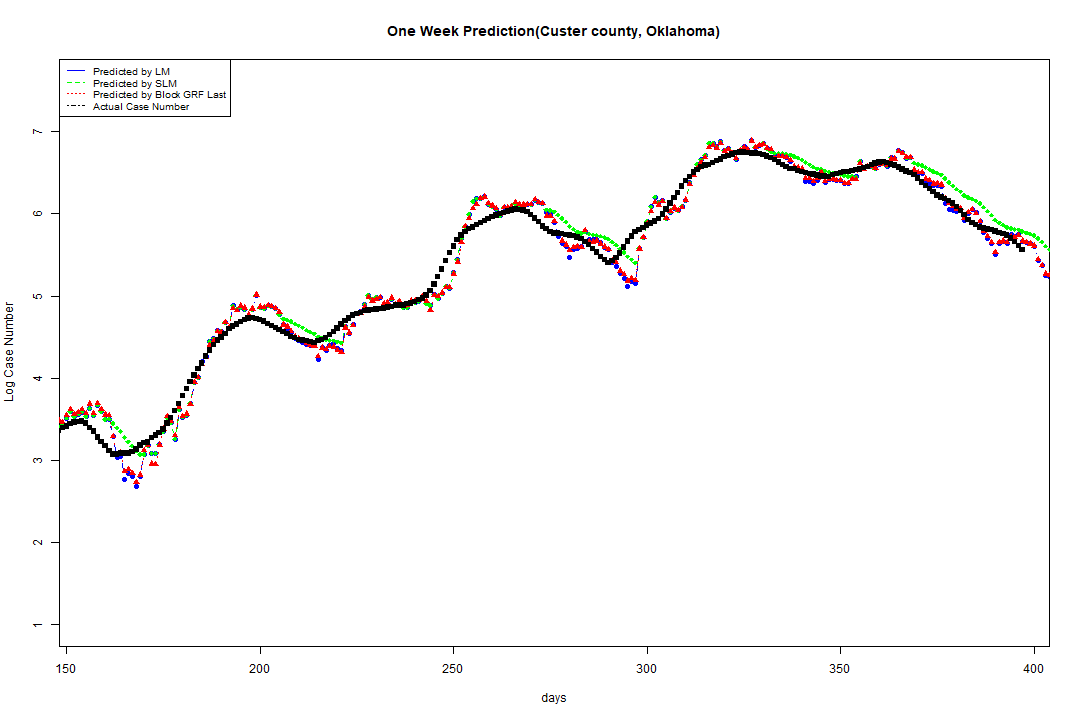 One Week Prediction(Custer county, Oklahoma)
Predicted by LM
Predicted by SLM
Predicted by Block GRF Last
Actual Case Number
Log Case Number
7
6
5
4
3
2
1
150 200 250 300 350 400
days